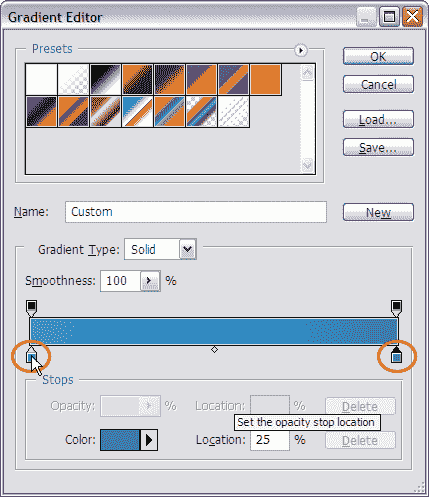 Gradient Editor
Presets
OK
Cancel
Load...
Save...
Name: Custom New
Gradient Type: Solid
Smoothness: 100 %
Stops
Opacity: % Location: % Delete
Set the opacity stop location
Color: Location: 25 % Delete